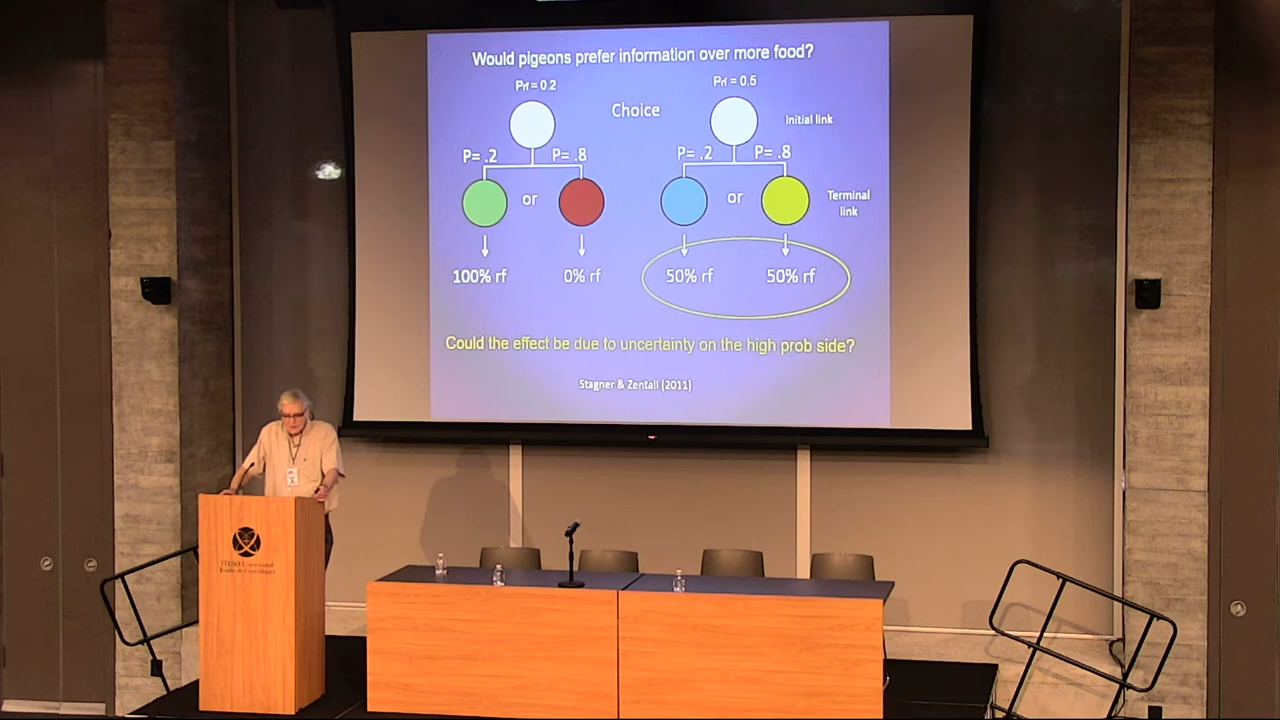 Would pigeons prefer information over more food?
Prf = 0.2
Prf = 0.5
Choice
Initial link
P= .2
P= .8
P= .2
P= .8
or
or
Terminal
link
100% rf
0% rf
50% rf
50% rf
Could the effect be due to uncertainty on the high prob side?
Stagner & Zentall (2011)
ITESO Universidad
Jesuita de Guadalajara